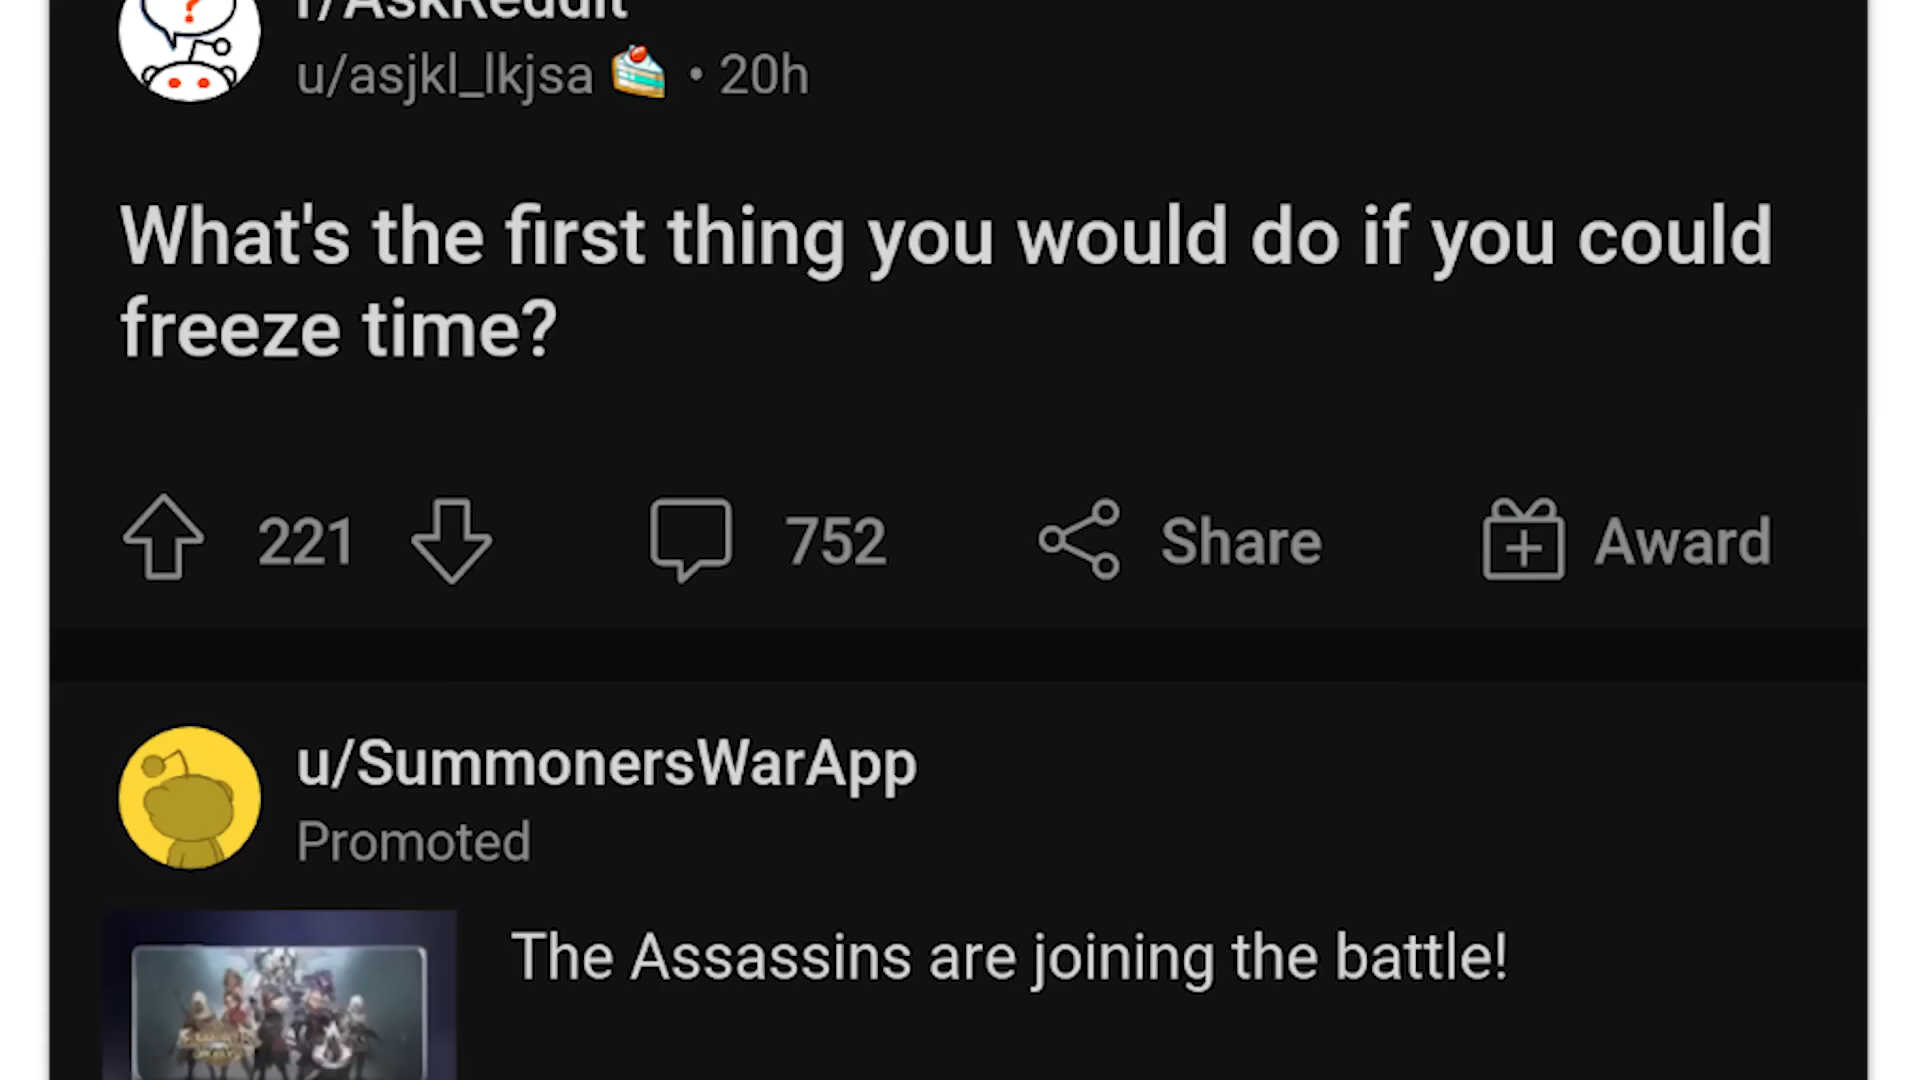 r/AskReddit
u/asjkl_lkjsa • 20h
What's the first thing you would do if you could
freeze time?
221 752 Share Award
u/SummonersWarApp
Promoted
The Assassins are joining the battle!